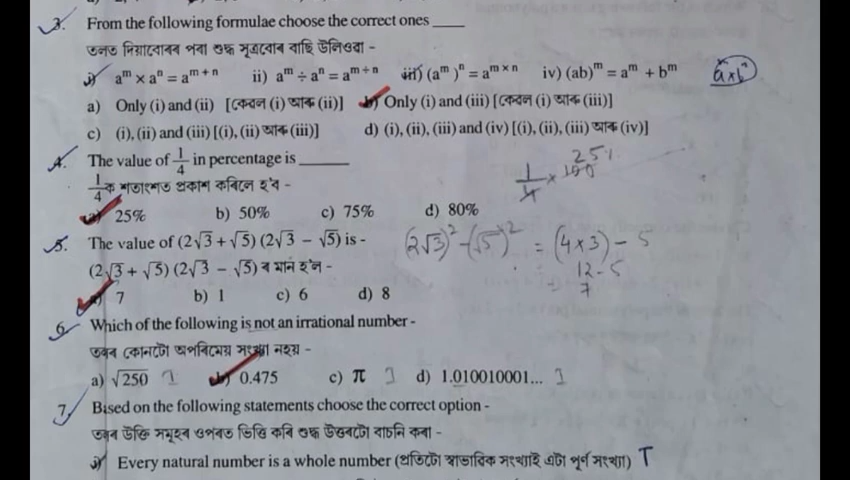 3. From the following formulae choose the correct ones ____
তলত দিয়াবোৰৰ পৰা শুদ্ধ সূত্ৰবোৰ বাছি উলিওৱা -
i) aᵐ × aⁿ = aᵐ⁺ⁿ ii) aᵐ ÷ aⁿ = aᵐ÷ⁿ iii) (aᵐ)ⁿ = aᵐˣⁿ iv) (ab)ᵐ = aᵐ + bᵐ
a) Only (i) and (ii) [কেৱল (i) আৰু (ii)] b) Only (i) and (iii) [কেৱল (i) আৰু (iii)]
c) (i), (ii) and (iii) [(i), (ii) আৰু (iii)] d) (i), (ii), (iii) and (iv) [(i), (ii), (iii) আৰু (iv)]
4. The value of 1/4 in percentage is ______ 1/4 × 100 25%
1/4 ক শতাংশত প্ৰকাশ কৰিলে হ'ব -
a) 25% b) 50% c) 75% d) 80%
5. The value of (2√3 + √5) (2√3 − √5) is - (2√3)² − (√5)² = (4×3) − 5
(2√3 + √5) (2√3 − √5) ৰ মান হ'ল - 12 - 5
a) 7 b) 1 c) 6 d) 8 = 7
6. Which of the following is not an irrational number -
তলৰ কোনটো অপৰিমেয় সংখ্যা নহয় -
a) √250 b) 0.475 c) π d) 1.010010001...
7. Based on the following statements choose the correct option -
তলৰ উক্তি সমূহৰ ওপৰত ভিত্তি কৰি শুদ্ধ উত্তৰটো বাচনি কৰা -
i) Every natural number is a whole number (প্ৰতিটো স্বাভাৱিক সংখ্যাই এটা পূৰ্ণ সংখ্যা) T